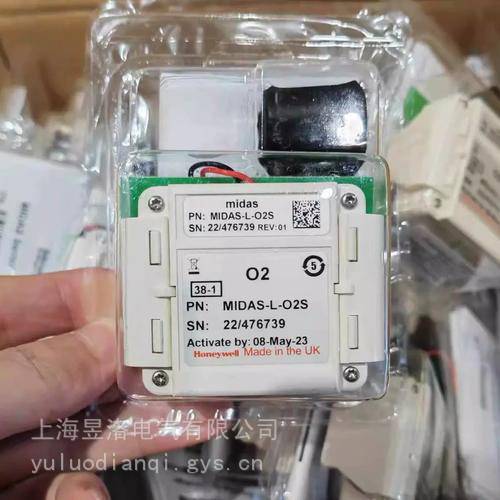 midas
PN: MIDAS-L-O2S
SN: 22/476739 REV:01
O2
5
38-1
PN: MIDAS-L-O2S
SN: 22/476739
Activate by: 08-May-23
Honeywell Made in the UK
上海昱洛电气有限公司
yuluodianqi.gys.cn